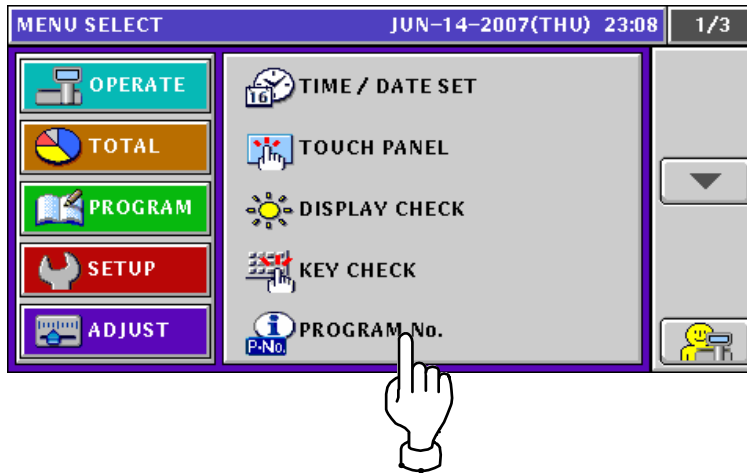 MENU SELECT JUN-14-2007(THU) 23:08 1/3
OPERATE
TOTAL
PROGRAM
SETUP
ADJUST
16 TIME / DATE SET
TOUCH PANEL
DISPLAY CHECK
KEY CHECK
P-No. PROGRAM No.